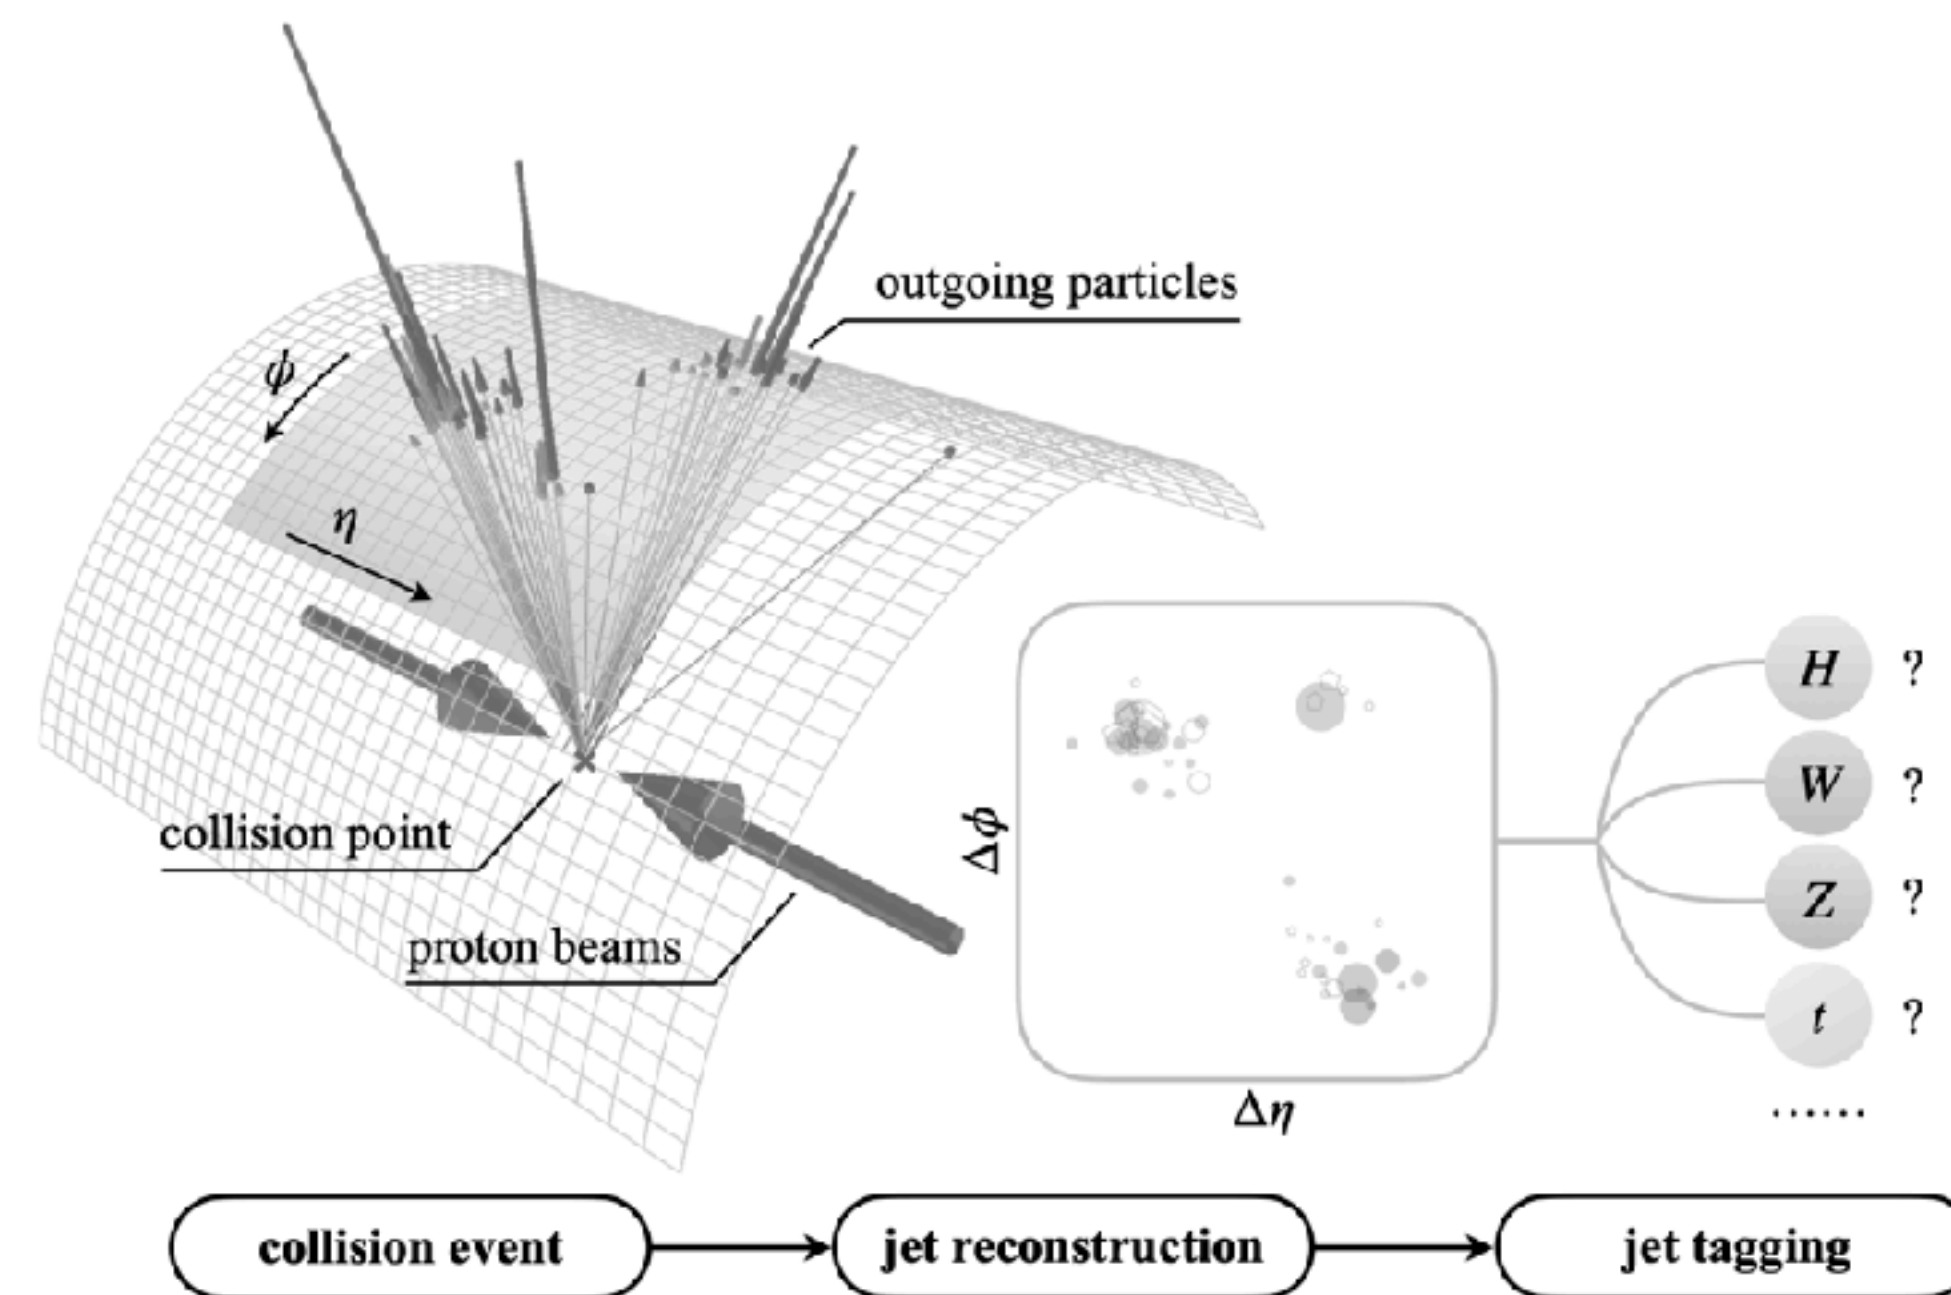 outgoing particles
ϕ
η
collision point
proton beams
Δϕ
Δη
H ?
W ?
Z ?
t ?
......
collision event
jet reconstruction
jet tagging